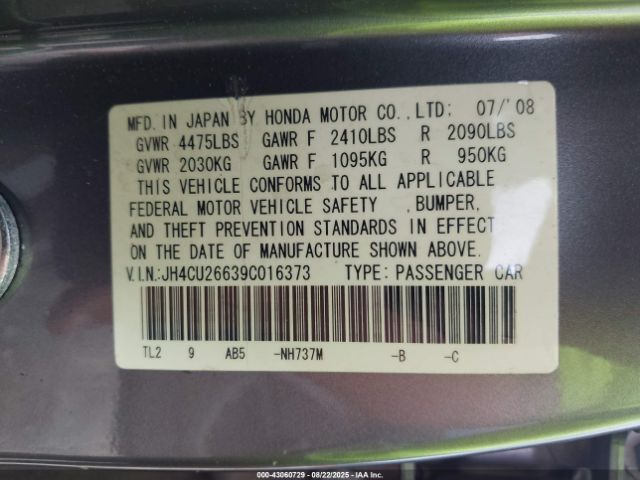 MFD. IN JAPAN BY HONDA MOTOR CO., LTD; 07/'08
GVWR 4475LBS GAWR F 2410LBS R 2090LBS
GVWR 2030KG GAWR F 1095KG R 950KG
THIS VEHICLE CONFORMS TO ALL APPLICABLE
FEDERAL MOTOR VEHICLE SAFETY ,BUMPER,
AND THEFT PREVENTION STANDARDS IN EFFECT
ON THE DATE OF MANUFACTURE SHOWN ABOVE.
V.I.N:JH4CU26639C016373 TYPE: PASSENGER CAR
TL2 9 AB5 -NH737M -B -C
©2025 #43060729 - 08/22/2025 - IAA Inc.